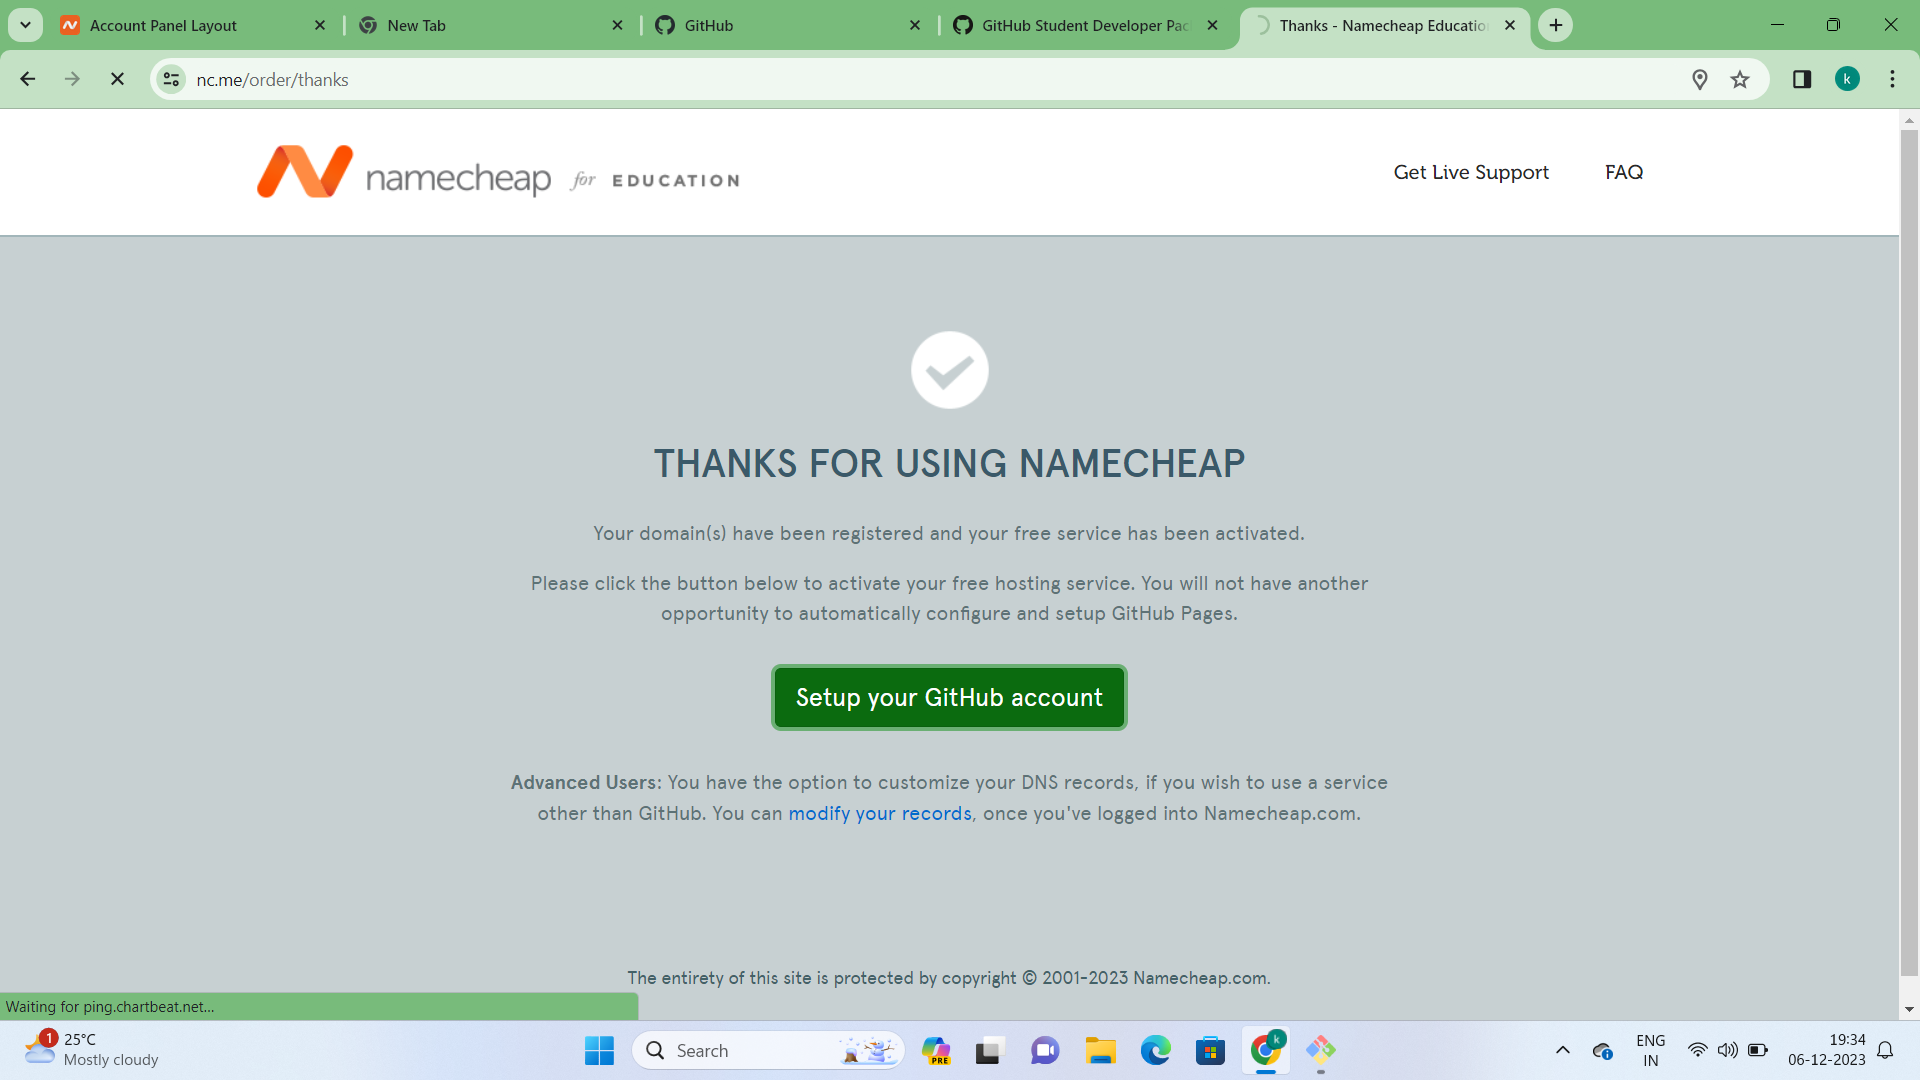 Account Panel Layout
New Tab
GitHub
GitHub Student Developer Pac
Thanks - Namecheap Educatio
nc.me/order/thanks
k
namecheap for EDUCATION
Get Live Support
FAQ
THANKS FOR USING NAMECHEAP
Your domain(s) have been registered and your free service has been activated.
Please click the button below to activate your free hosting service. You will not have another
opportunity to automatically configure and setup GitHub Pages.
Setup your GitHub account
Advanced Users: You have the option to customize your DNS records, if you wish to use a service
other than GitHub. You can modify your records, once you've logged into Namecheap.com.
The entirety of this site is protected by copyright © 2001-2023 Namecheap.com.
Waiting for ping.chartbeat.net...
1
25°C
Mostly cloudy
Search
PRE
k
ENG
IN
19:34
06-12-2023